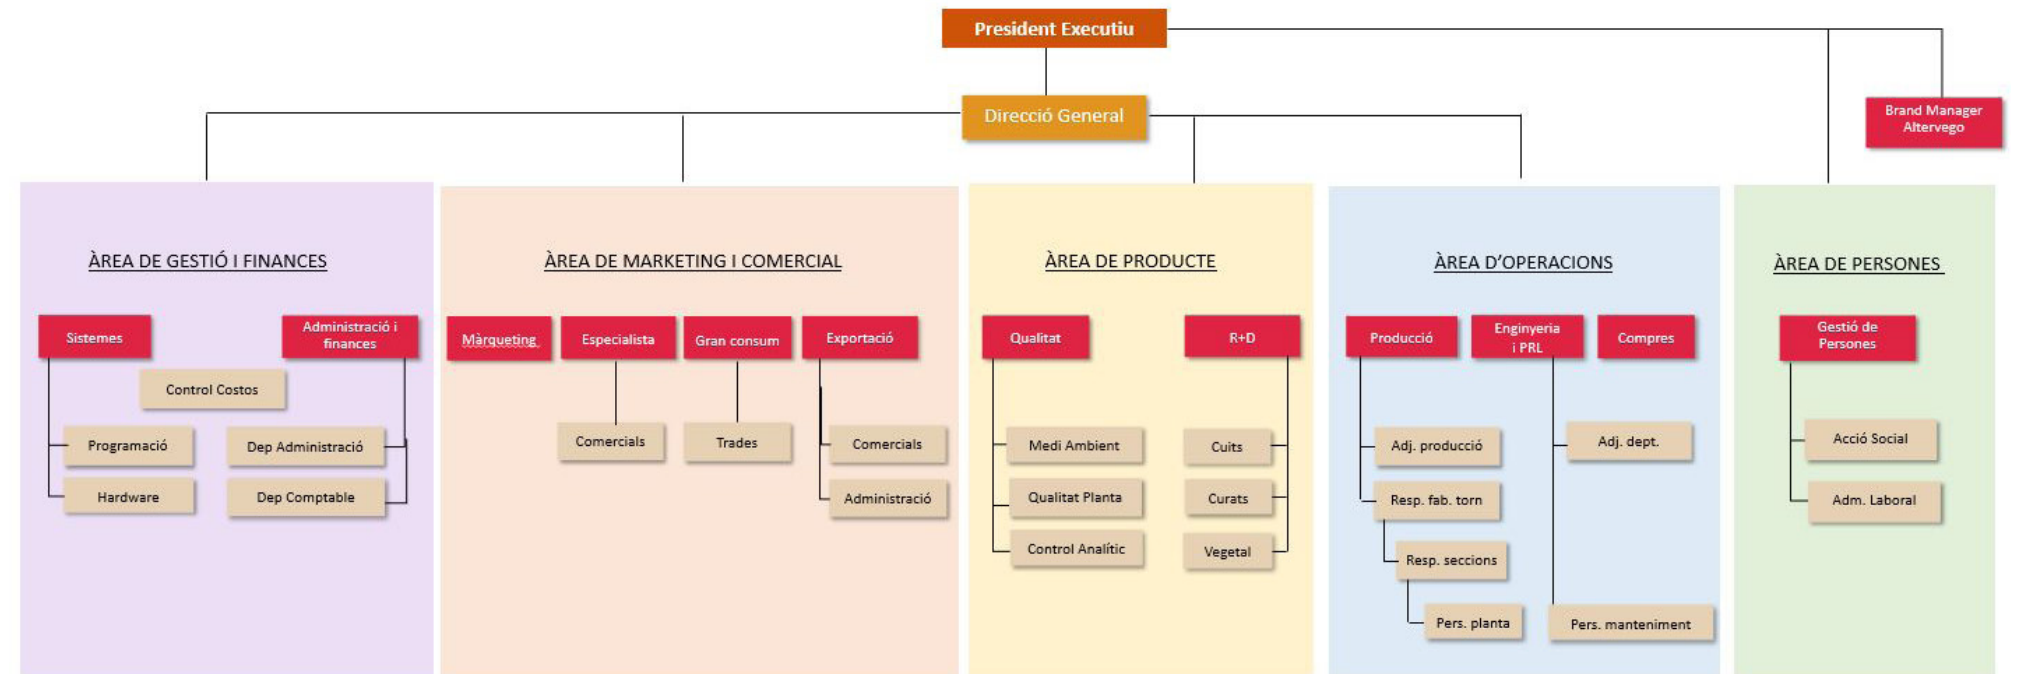 President Executiu
Direcció General
Brand Manager
Altervego
ÀREA DE GESTIÓ I FINANCES
Sistemes
Administració i
finances
Control Costos
Programació
Dep Administració
Hardware
Dep Comptable
ÀREA DE MARKETING I COMERCIAL
Màrqueting
Especialista
Gran consum
Exportació
Comercials
Trades
Comercials
Administració
ÀREA DE PRODUCTE
Qualitat
R+D
Medi Ambient
Cuits
Qualitat Planta
Curats
Control Analític
Vegetal
ÀREA D'OPERACIONS
Producció
Enginyeria
i PRL
Compres
Adj. producció
Adj. dept.
Resp. fab. torn
Resp. seccions
Pers. planta
Pers. manteniment
ÀREA DE PERSONES
Gestió de
Persones
Acció Social
Adm. Laboral